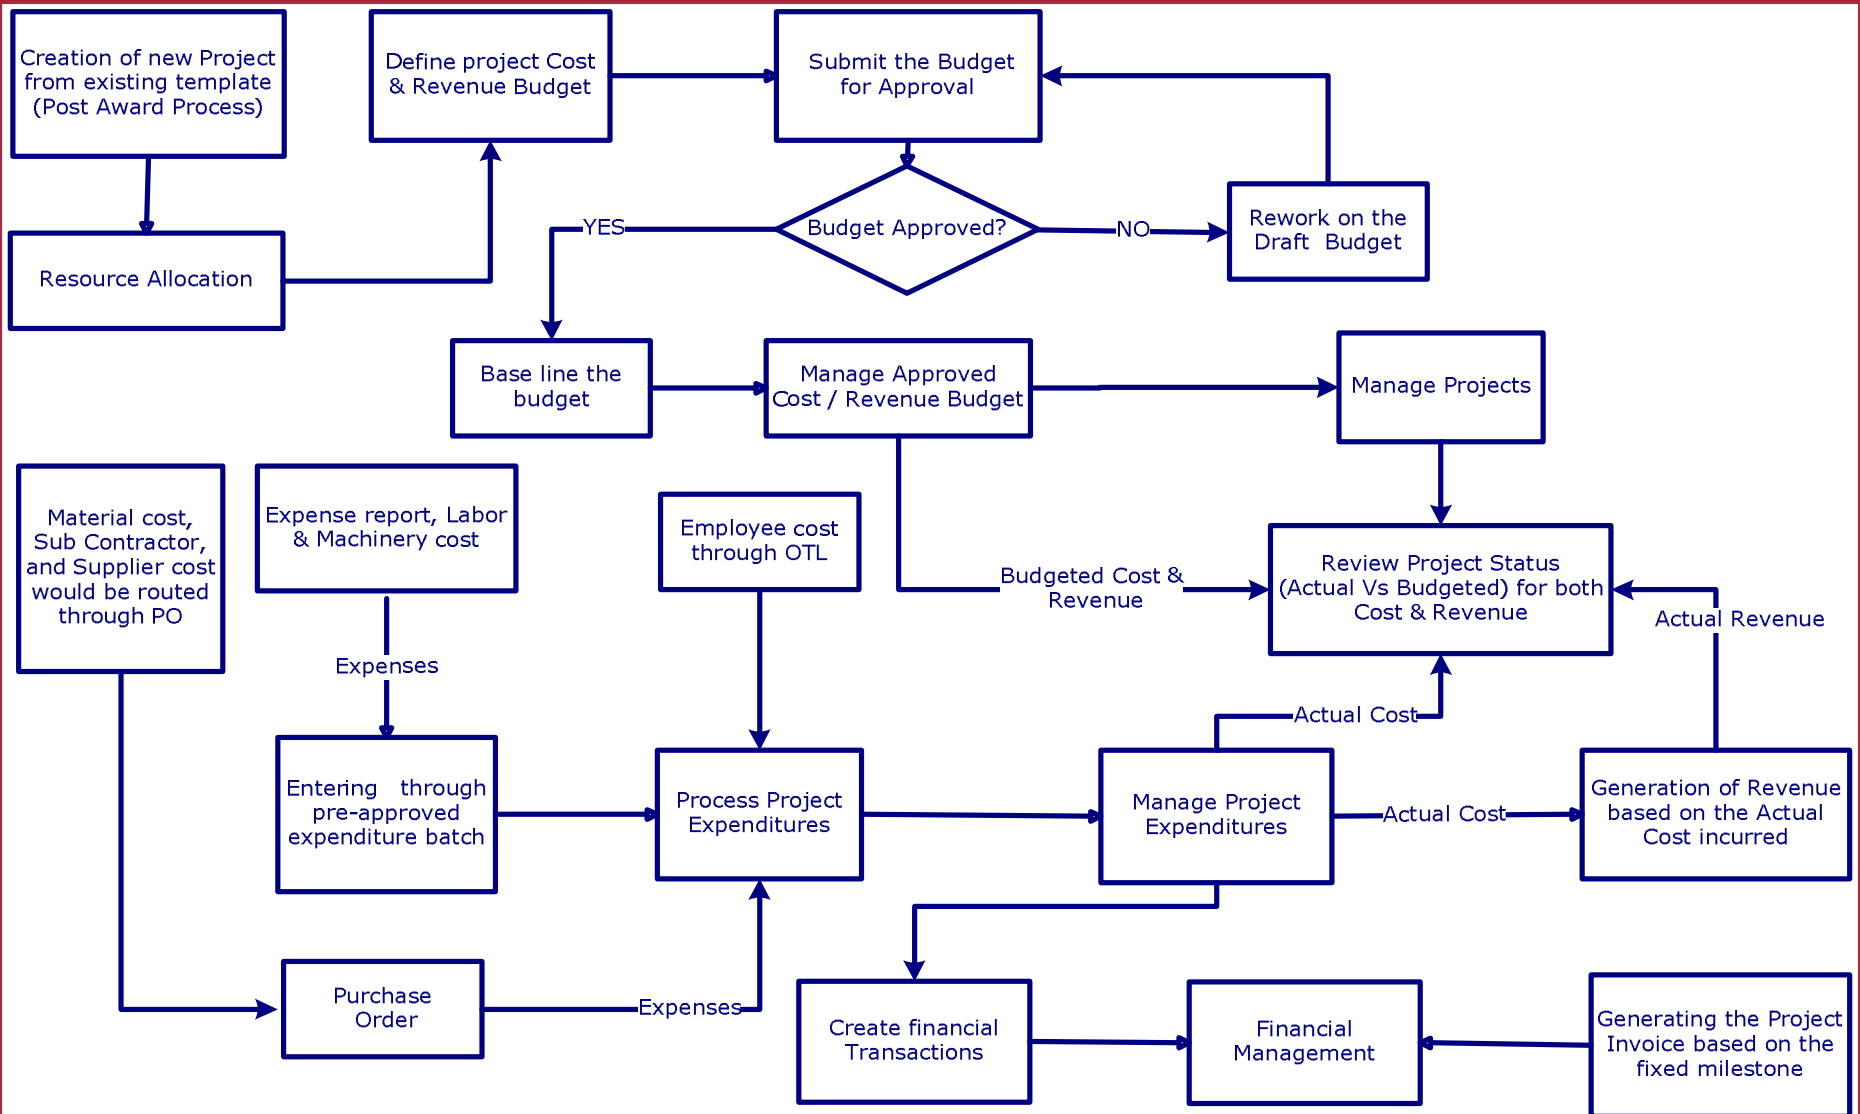 Creation of new Project
from existing template
(Post Award Process)
Define project Cost
& Revenue Budget
Submit the Budget
for Approval
Resource Allocation
YES
Budget Approved?
NO
Rework on the
Draft  Budget
Base line the
budget
Manage Approved
Cost / Revenue Budget
Manage Projects
Material cost,
Sub Contractor,
and Supplier cost
would be routed
through PO
Expense report, Labor
& Machinery cost
Employee cost
through OTL
Budgeted Cost &
Revenue
Review Project Status
(Actual Vs Budgeted) for both
Cost & Revenue
Actual Revenue
Expenses
Actual Cost
Entering   through
pre-approved
expenditure batch
Process Project
Expenditures
Manage Project
Expenditures
Actual Cost
Generation of Revenue
based on the Actual
Cost incurred
Purchase
Order
Expenses
Create financial
Transactions
Financial
Management
Generating the Project
Invoice based on the
fixed milestone